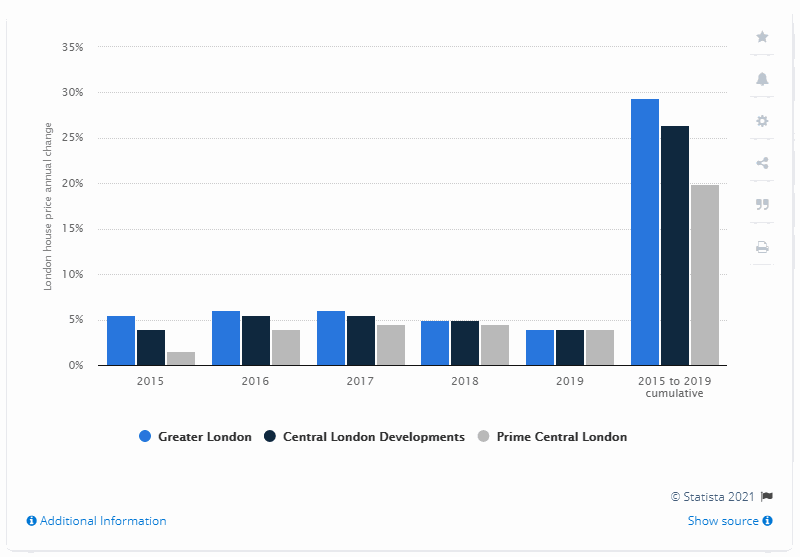 35%
30%
25%
20%
15%
10%
5%
0%
London house price annual change
2015
2016
2017
2018
2019
2015 to 2019
cumulative
Greater London
Central London Developments
Prime Central London
© Statista 2021
Additional Information
Show source